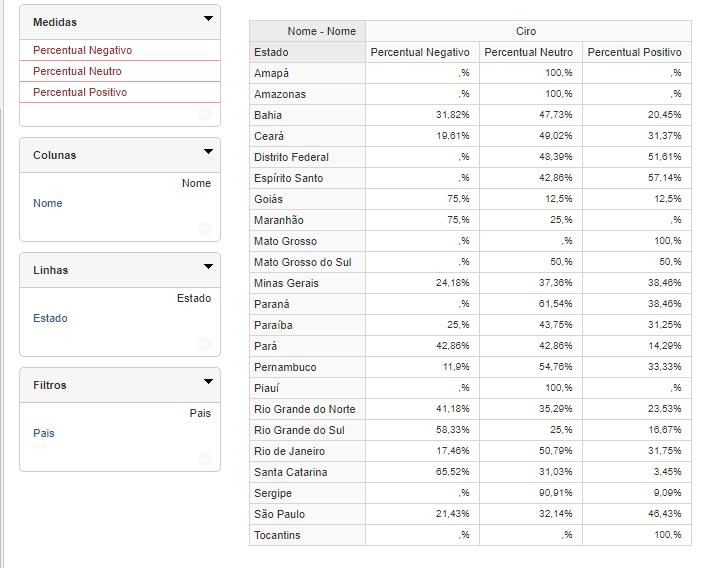 Medidas
Percentual Negativo
Percentual Neutro
Percentual Positivo
Colunas
Nome
Nome
Linhas
Estado
Estado
Filtros
Pais
Pais
Nome - Nome Ciro
Estado Percentual Negativo Percentual Neutro Percentual Positivo
Amapá ,% 100,% ,%
Amazonas ,% 100,% ,%
Bahia 31,82% 47,73% 20,45%
Ceará 19,61% 49,02% 31,37%
Distrito Federal ,% 48,39% 51,61%
Espírito Santo ,% 42,86% 57,14%
Goiás 75,% 12,5% 12,5%
Maranhão 75,% 25,% ,%
Mato Grosso ,% ,% 100,%
Mato Grosso do Sul ,% 50,% 50,%
Minas Gerais 24,18% 37,36% 38,46%
Paraná ,% 61,54% 38,46%
Paraíba 25,% 43,75% 31,25%
Pará 42,86% 42,86% 14,29%
Pernambuco 11,9% 54,76% 33,33%
Piauí ,% 100,% ,%
Rio Grande do Norte 41,18% 35,29% 23,53%
Rio Grande do Sul 58,33% 25,% 16,67%
Rio de Janeiro 17,46% 50,79% 31,75%
Santa Catarina 65,52% 31,03% 3,45%
Sergipe ,% 90,91% 9,09%
São Paulo 21,43% 32,14% 46,43%
Tocantins ,% ,% 100,%